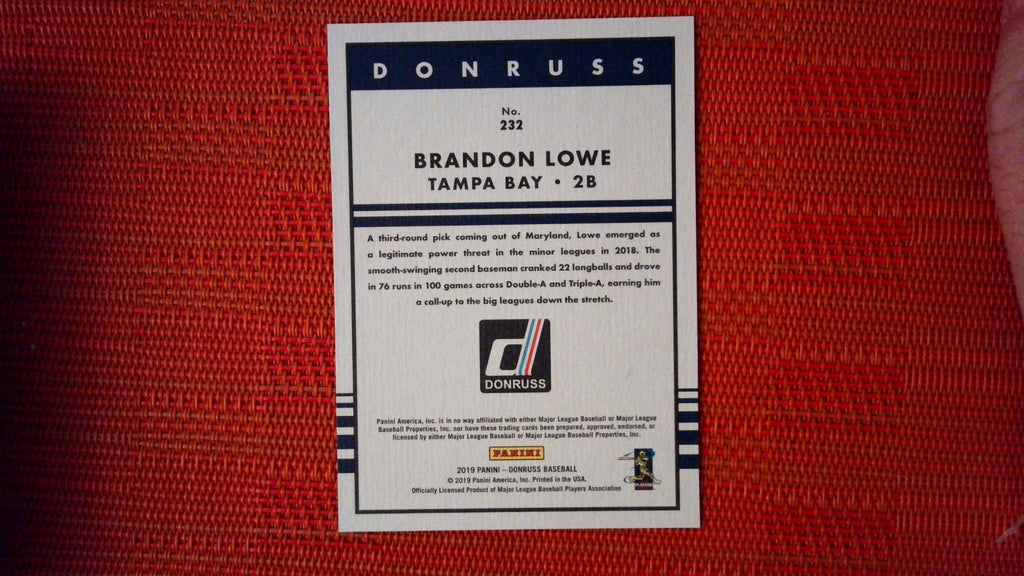 DONRUSS
No.
232
BRANDON LOWE
TAMPA BAY • 2B
A third-round pick coming out of Maryland, Lowe emerged as
a legitimate power threat in the minor leagues in 2018. The
smooth-swinging second baseman cranked 22 longballs and drove
in 76 runs in 100 games across Double-A and Triple-A, earning him
a call-up to the big leagues down the stretch.
d
DONRUSS
Panini America, Inc. is in no way affiliated with either Major League Baseball or Major League
Baseball Properties, Inc. nor have these trading cards been prepared, approved, endorsed, or
licensed by either Major League Baseball or Major League Baseball Properties, Inc.
PANINI
2019 PANINI – DONRUSS BASEBALL
© 2019 Panini America, Inc. Printed in the USA.
Officially Licensed Product of Major League Baseball Players Association